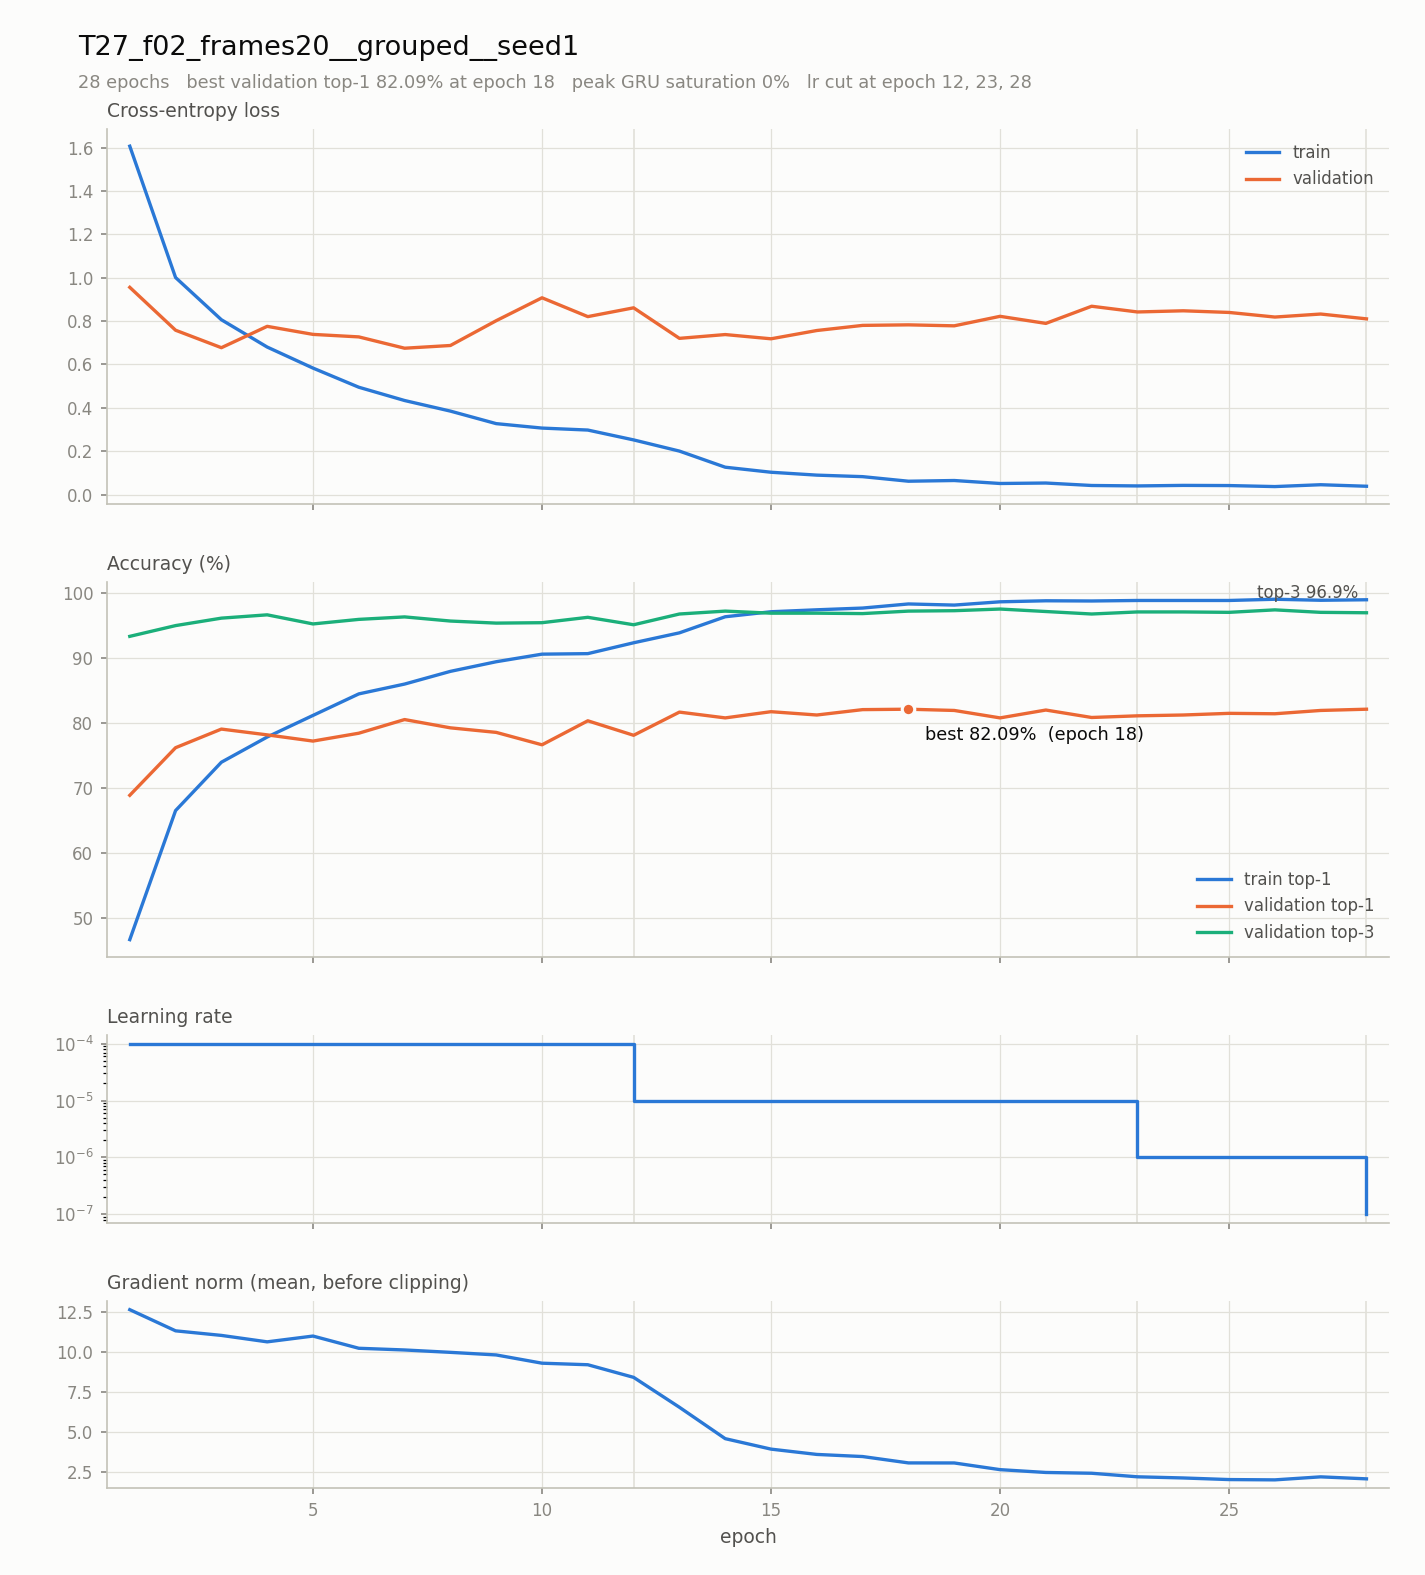 T27_f02_frames20__grouped__seed1
28 epochs   best validation top-1 82.09% at epoch 18   peak GRU saturation 0%   lr cut at epoch 12, 23, 28
Cross-entropy loss
1.6
1.4
1.2
1.0
0.8
0.6
0.4
0.2
0.0
train
validation
Accuracy (%)
100
90
80
70
60
50
top-3 96.9%
best 82.09%  (epoch 18)
train top-1
validation top-1
validation top-3
Learning rate
10⁻⁴
10⁻⁵
10⁻⁶
10⁻⁷
Gradient norm (mean, before clipping)
12.5
10.0
7.5
5.0
2.5
5 10 15 20 25
epoch